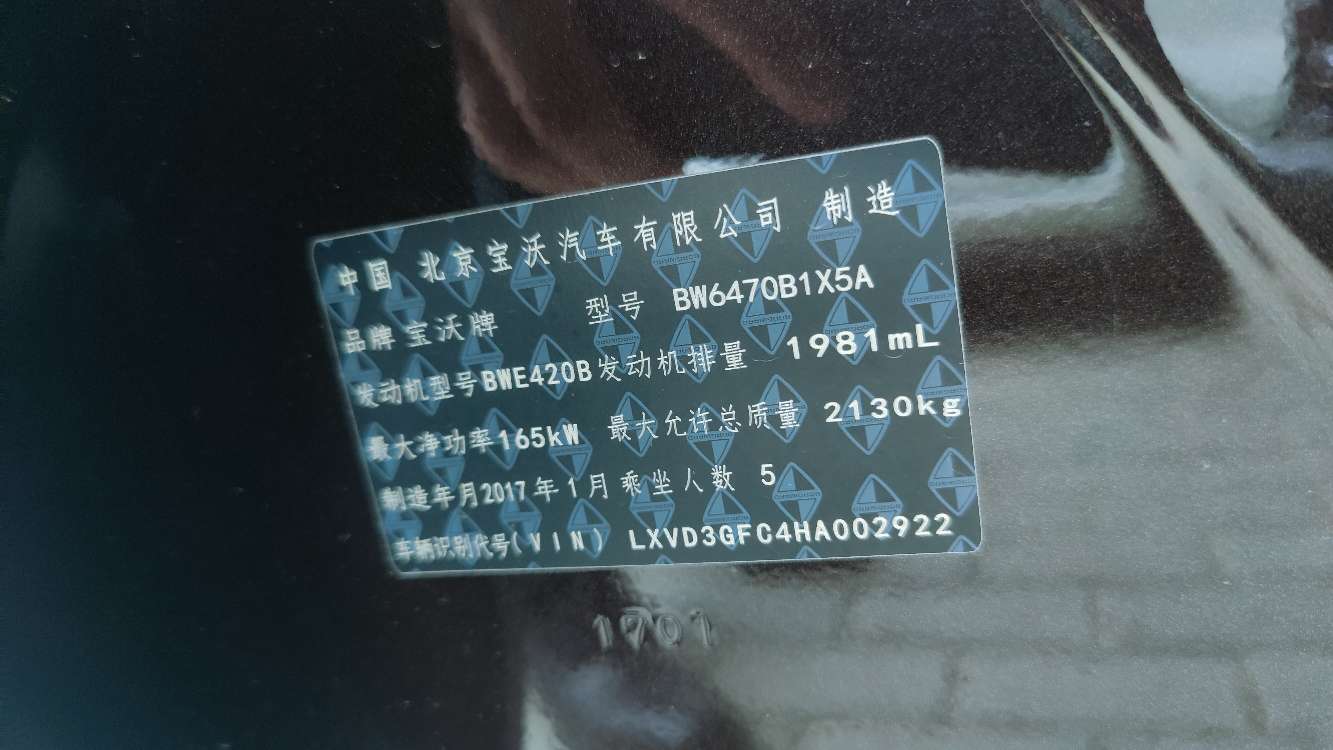 中国 北京宝沃汽车有限公司 制造
品牌 宝沃牌 型号 BW6470B1X5A
发动机型号BWE420B 发动机排量 1981mL
最大净功率165kW 最大允许总质量 2130kg
制造年月2017年1月 乘坐人数 5
车辆识别代号(VIN) LXVD3GFC4HA002922
1701